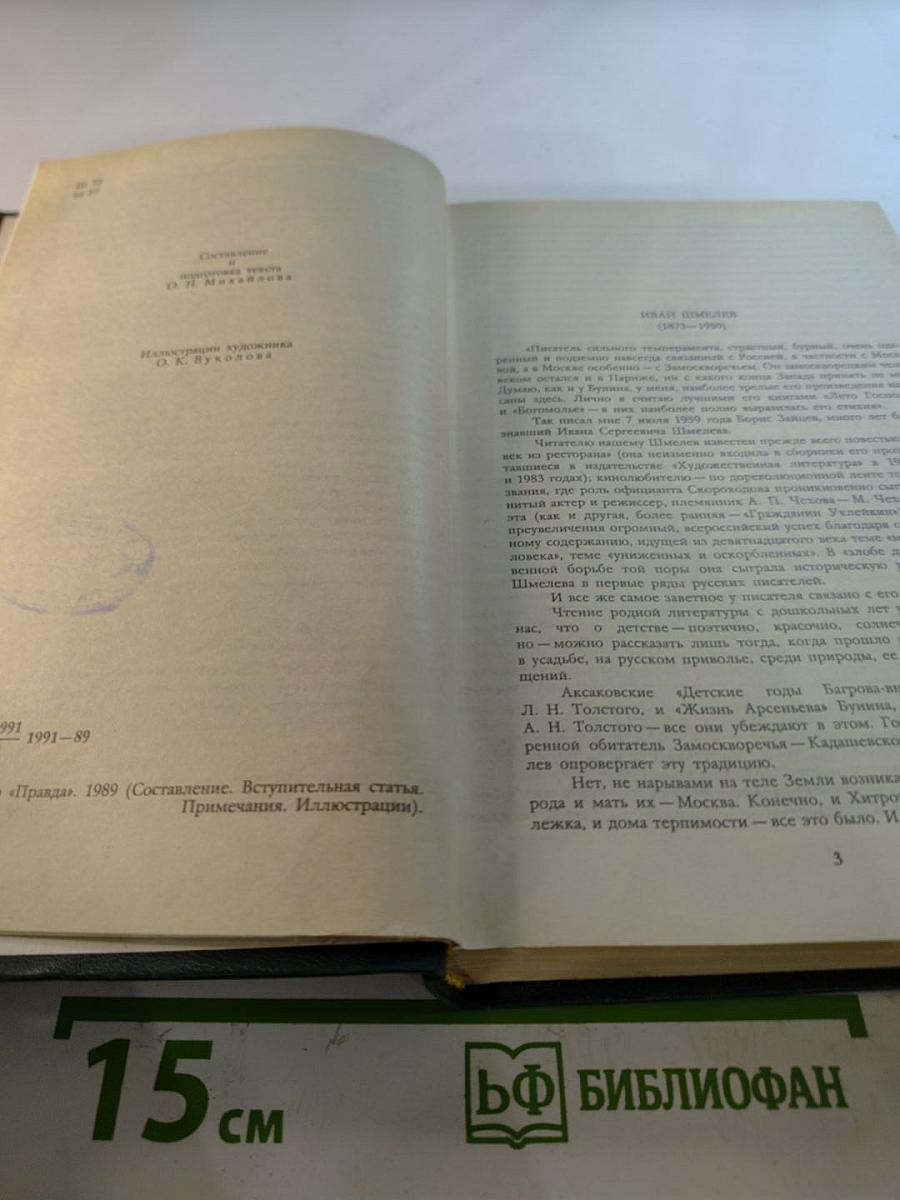 Составление
и
подготовка текста
О. Н. Михайлова
Иллюстрации художника
О. К. Вуколова
991
1991—89
«Правда». 1989 (Составление. Вступительная статья.
Примечания. Иллюстрации).
ИВАН ШМЕЛЕВ
(1873—1950)
«Писатель сильного темперамента, страстный, бурный, очень ода-
ренный и подземно навсегда связанный с Россией, в частности с Моск
вой, а в Москве особенно — с Замоскворечьем. Он замоскворецким чел
веком остался и в Париже, ни с какого конца Запада принять не мо
Думаю, как и у Бунина, у меня, наиболее зрелые его произведения на
саны здесь. Лично я считаю лучшими его книгами «Лето Госпо
и «Богомолье» — в них наиболее полно выразилась его стихия».
Так писал мне 7 июля 1959 года Борис Зайцев, много лет бл
знавший Ивана Сергеевича Шмелева.
Читателю нашему Шмелев известен прежде всего повестью
век из ресторана» (она неизменно входила в сборники его проз
тавшиеся в издательстве «Художественная литература» в 19
и 1983 годах); кинолюбителю — по дореволюционной ленте то
звания, где роль официанта Скороходова проникновенно сыг
нитый актер и режиссер, племянник А. П. Чехова — М. Чех
эта (как и другая, более ранняя — «Гражданин Уклейкин»
преувеличения огромный, всероссийский успех благодаря о
ному содержанию, идущей из девятнадцатого века теме «м
ловека», теме «униженных и оскорбленных». В «злобе д
венной борьбе той поры она сыграла историческую р
Шмелева в первые ряды русских писателей.
И все же самое заветное у писателя связано с его
Чтение родной литературы с дошкольных лет у
нас, что о детстве — поэтично, красочно, солнеч
но — можно рассказать лишь тогда, когда прошло о
в усадьбе, на русском приволье, среди природы, ее
щений.
Аксаковские «Детские годы Багрова-вн
Л. Н. Толстого, и «Жизнь Арсеньева» Бунина,
А. Н. Толстого — все они убеждают в этом. Го
ренной обитатель Замоскворечья — Кадашевско
лев опровергает эту традицию.
Нет, не нарывами на теле Земли возника
рода и мать их — Москва. Конечно, и Хитро
лежка, и дома терпимости — все это было. И
3
15 см
ЬФ БИБЛИОФАН